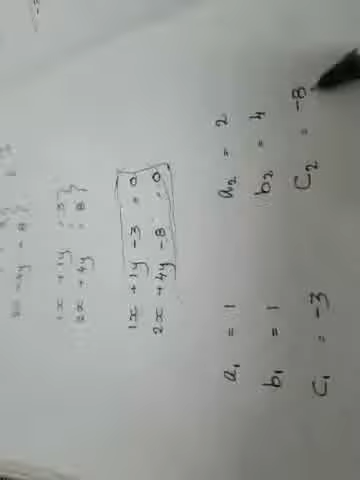 1x + 1y = 3 }
2x + 4y = 8 }
1x + 1y - 3 = 0
2x + 4y - 8 = 0
a₁ = 1 a₂ = 2
b₁ = 1 b₂ = 4
C₁ = -3 C₂ = -8